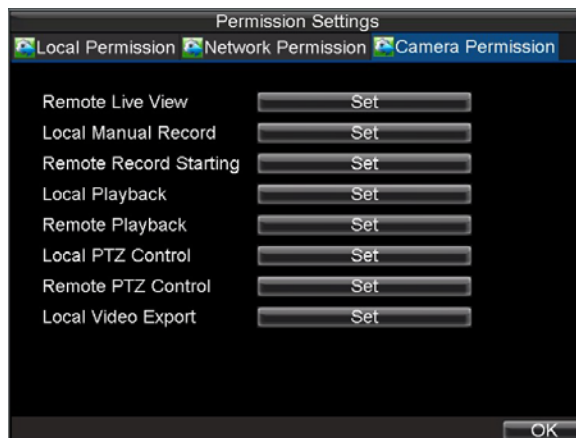 Permission Settings
Local Permission Network Permission Camera Permission
Remote Live View Set
Local Manual Record Set
Remote Record Starting Set
Local Playback Set
Remote Playback Set
Local PTZ Control Set
Remote PTZ Control Set
Local Video Export Set
OK